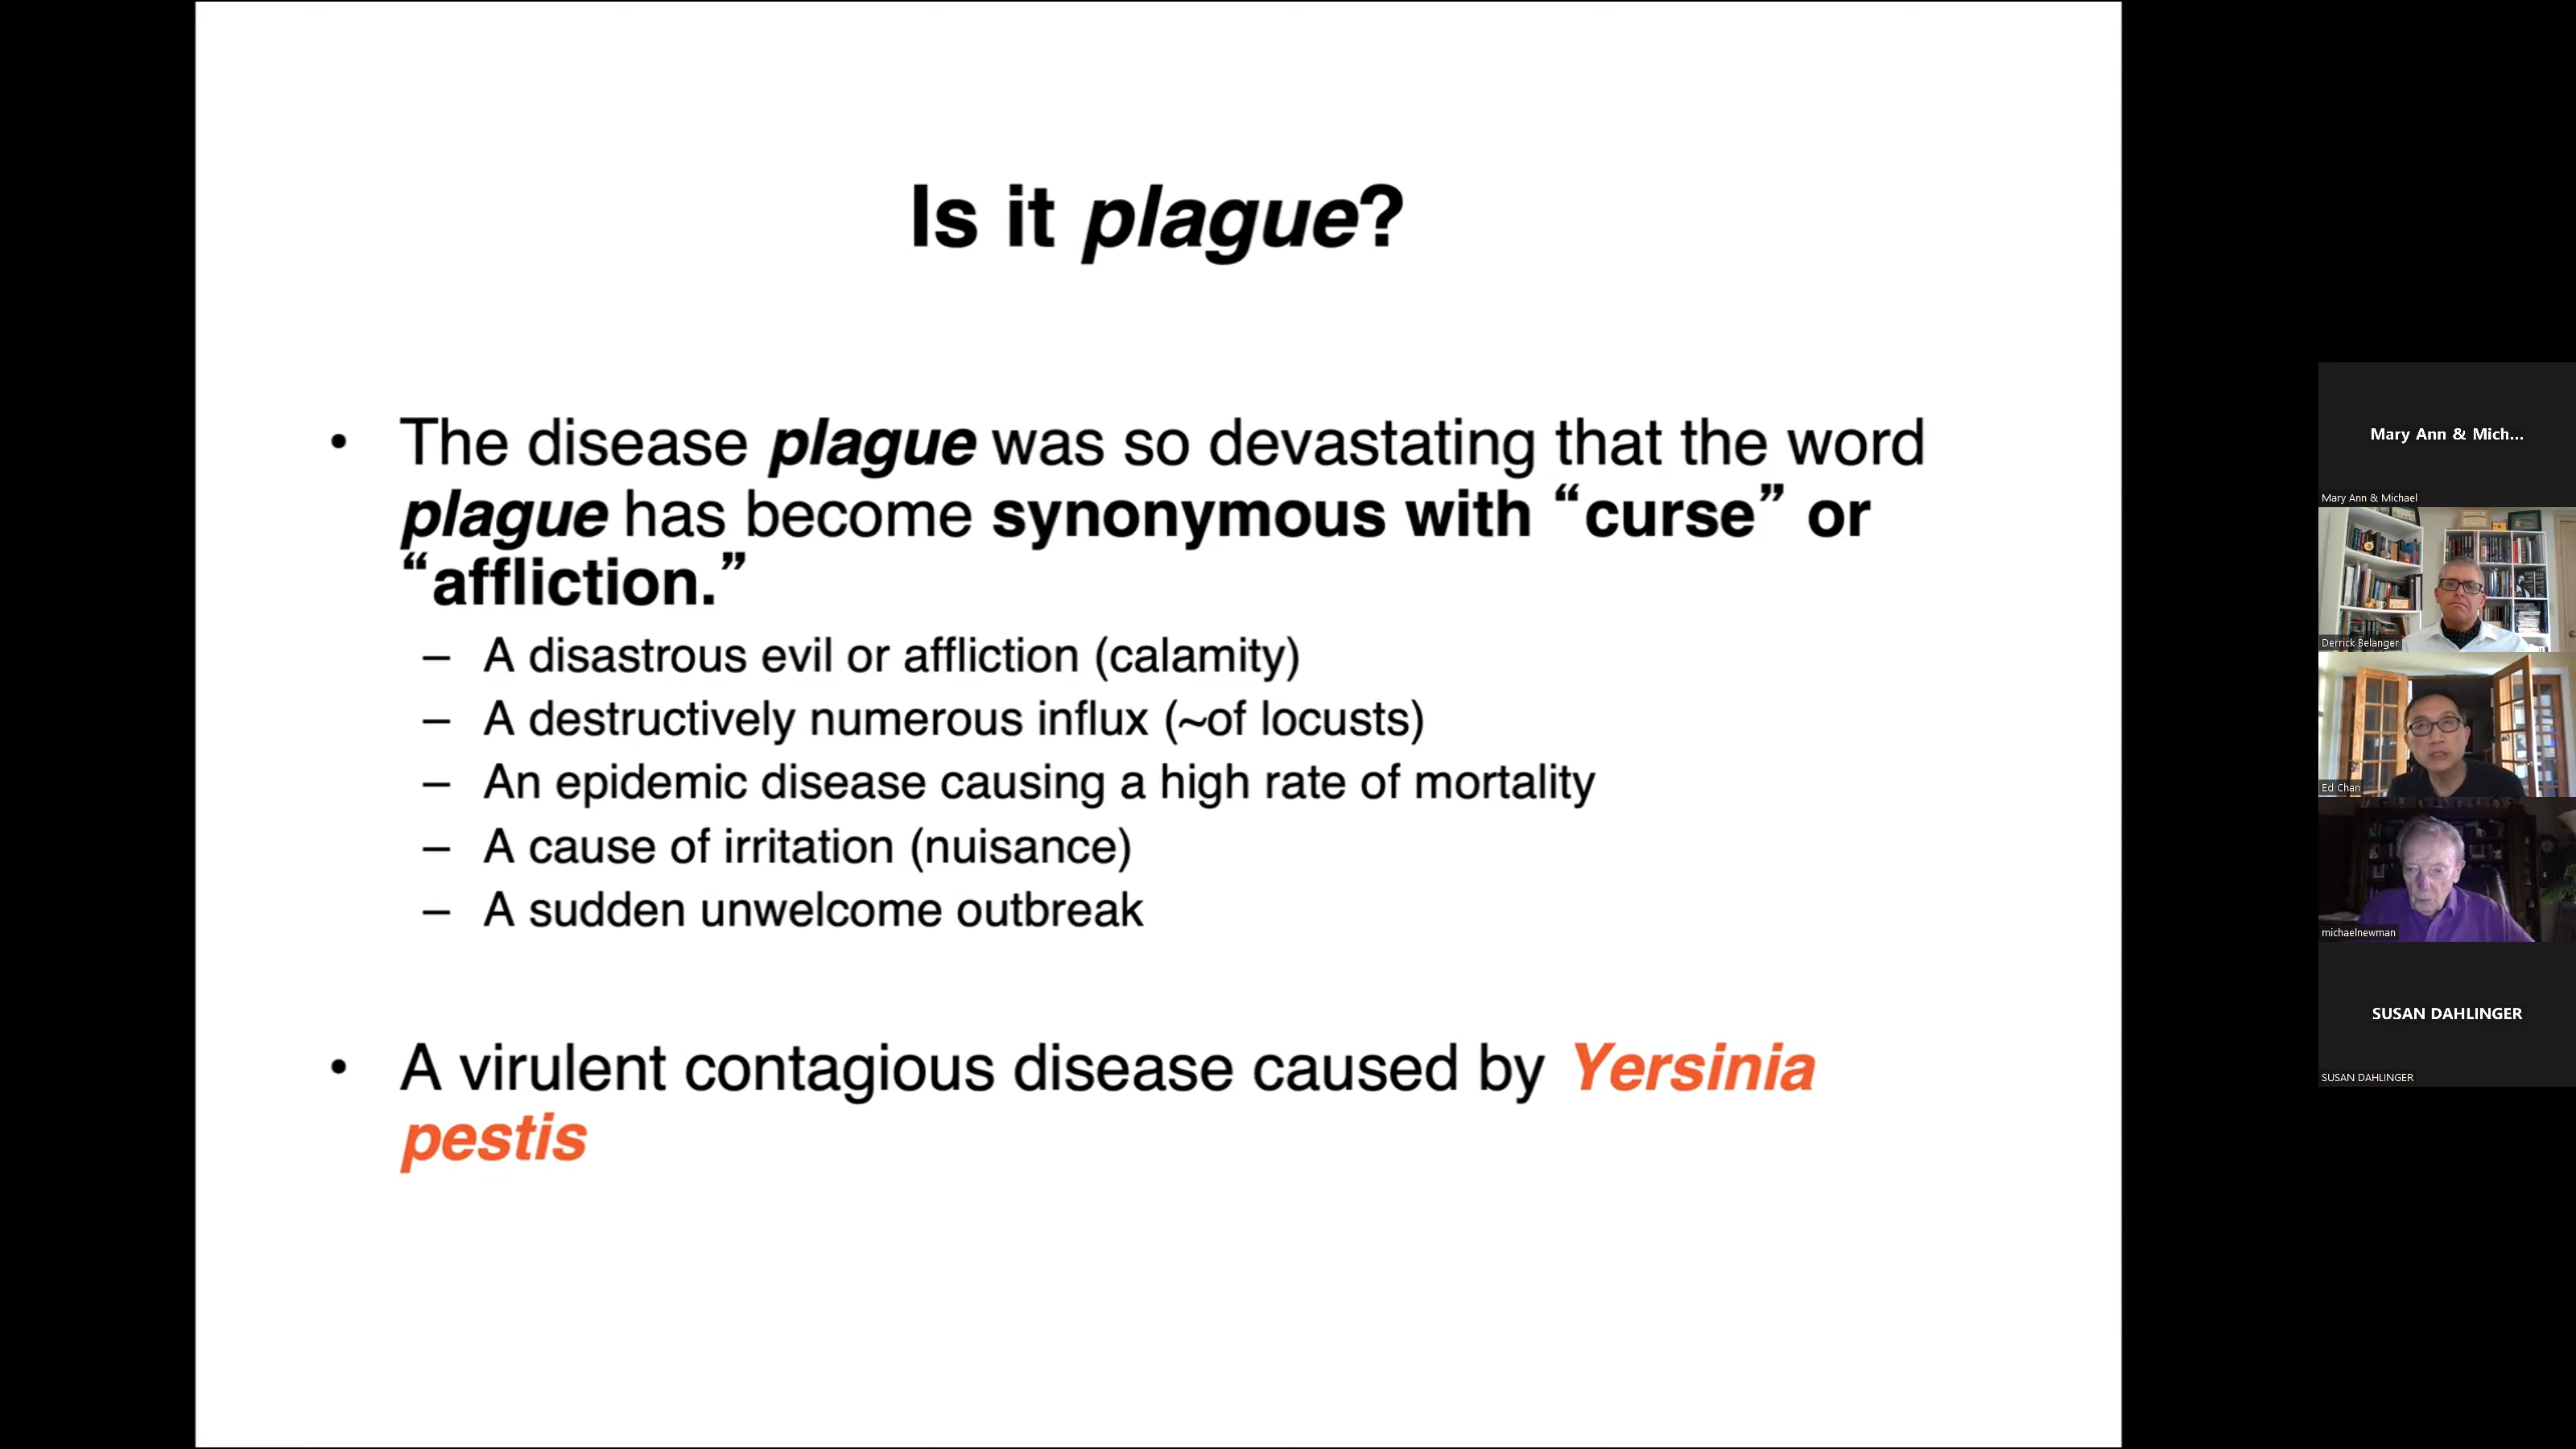 Is it plague?
• The disease plague was so devastating that the word
plague has become synonymous with “curse” or
“affliction.”
– A disastrous evil or affliction (calamity)
– A destructively numerous influx (~of locusts)
– An epidemic disease causing a high rate of mortality
– A cause of irritation (nuisance)
– A sudden unwelcome outbreak
• A virulent contagious disease caused by Yersinia
pestis
Mary Ann & Mich...
Mary Ann & Michael
Derrick Belanger
Ed Chan
michaelnewman
SUSAN DAHLINGER
SUSAN DAHLINGER